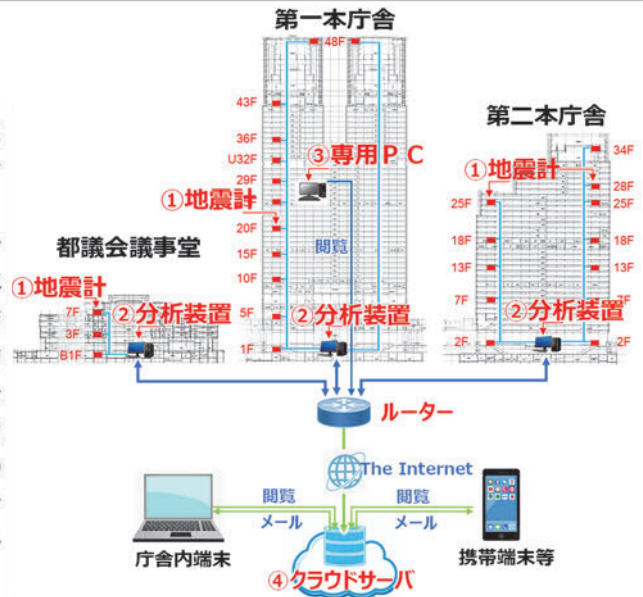 第一本庁舎
48F
43F
36F
U32F
29F
③専用PC
①地震計
20F
閲覧
15F
10F
5F
②分析装置
1F
第二本庁舎
34F
①地震計
28F
25F
25F
18F
18F
13F
13F
7F
7F
②分析装置
2F
2F
都議会議事堂
①地震計
7F
②分析装置
3F
B1F
ルーター
The Internet
閲覧
メール
閲覧
メール
庁舎内端末
④クラウドサーバ
携帯端末等